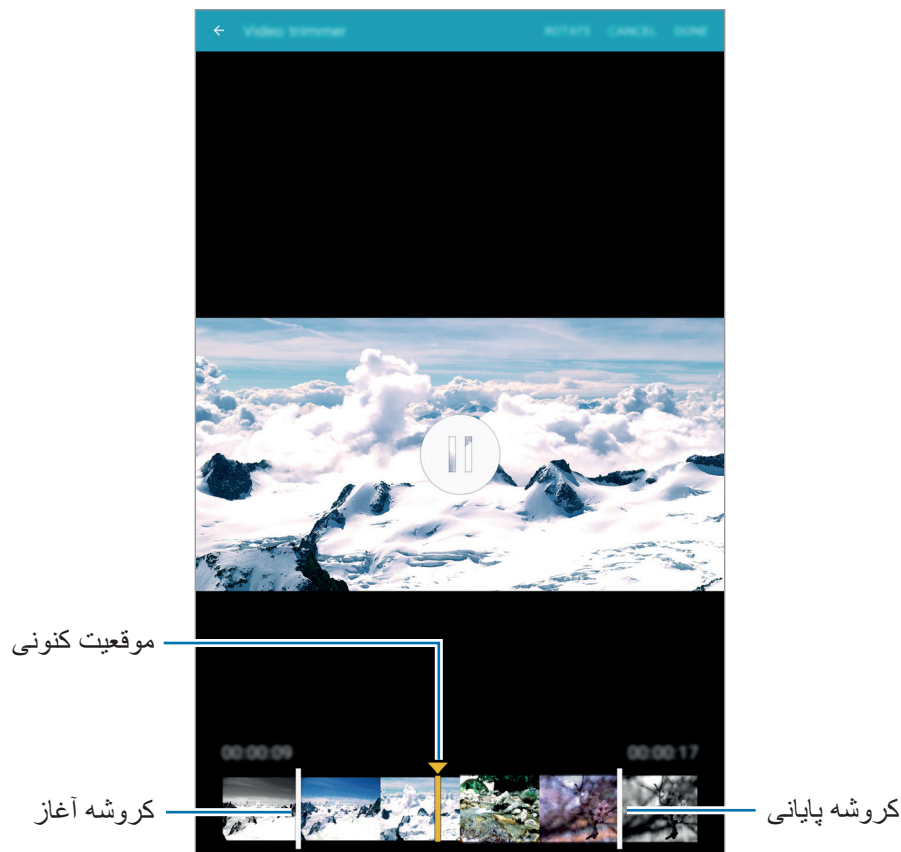 Video trimmer
ROTATE CANCEL DONE
موقعیت کنونی
00:00:09
00:00:17
کروشه آغاز
کروشه پایانی